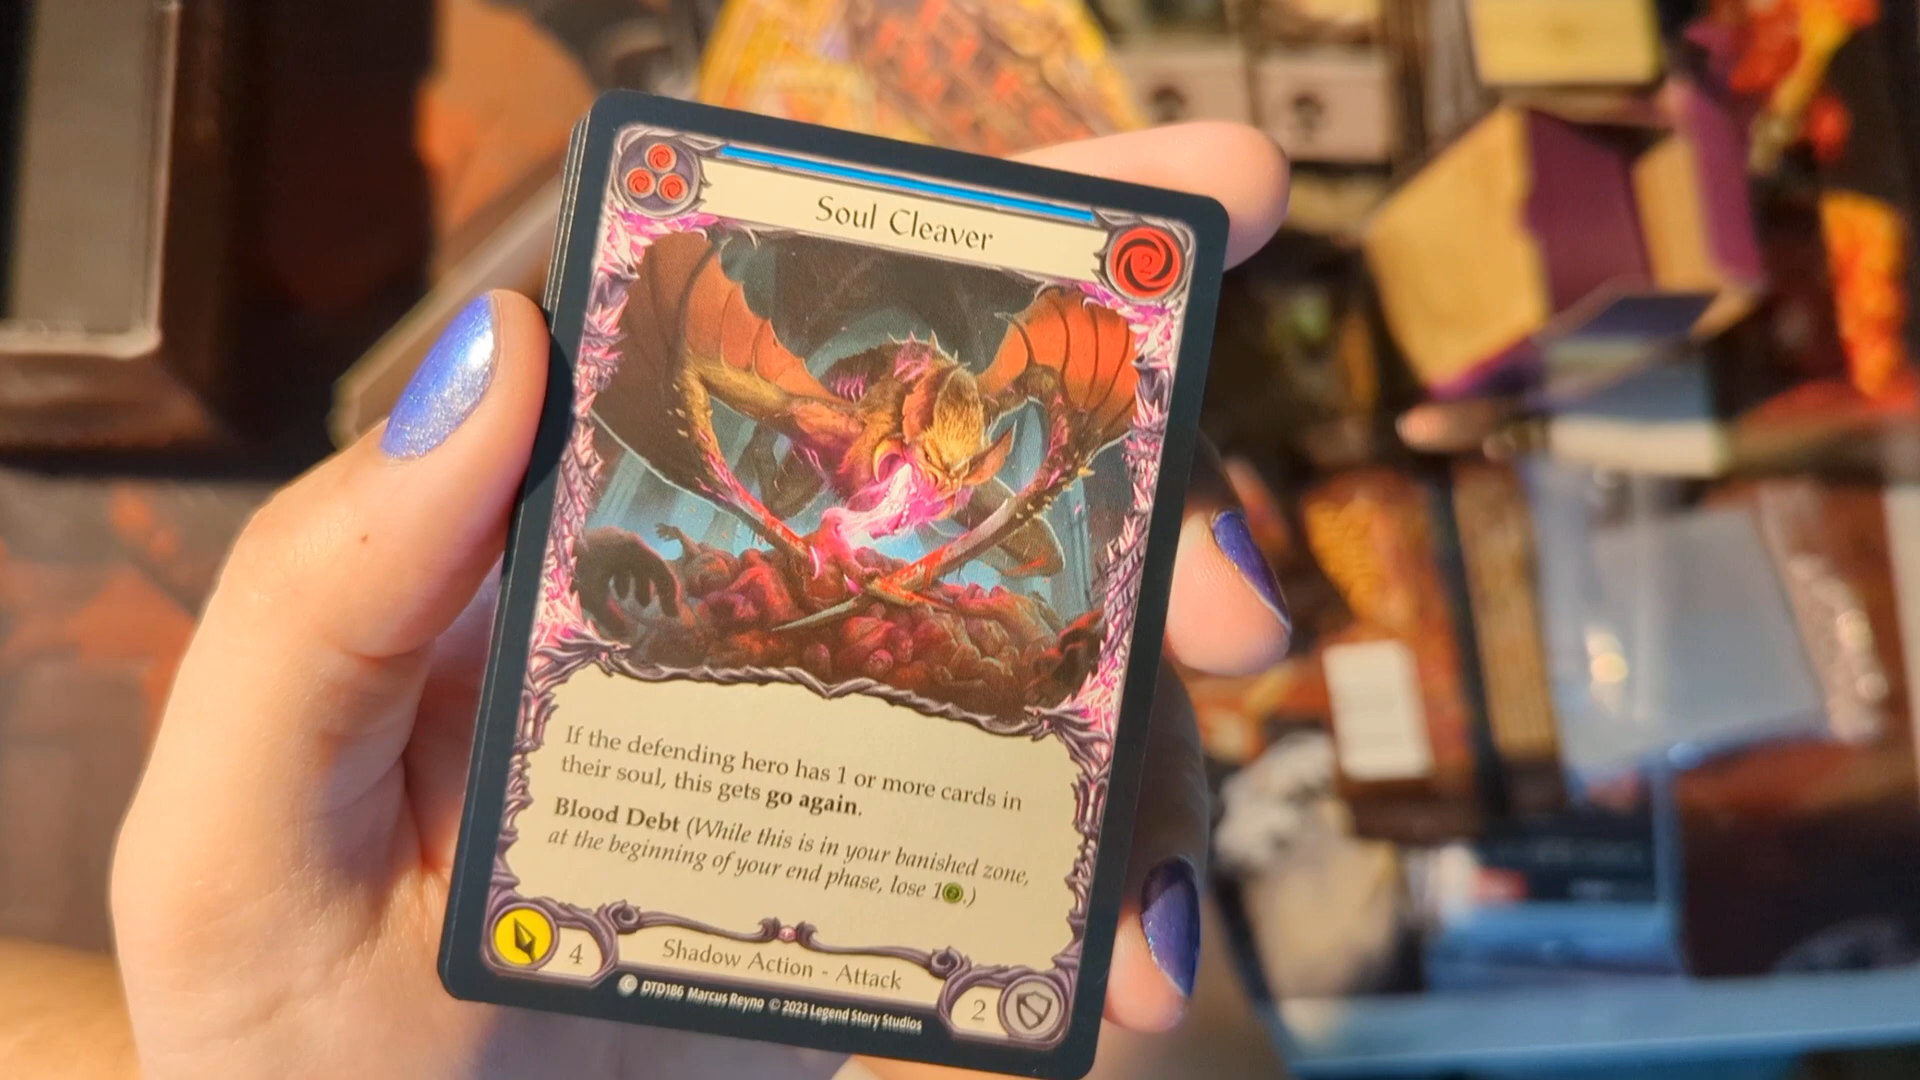 Soul Cleaver
2
If the defending hero has 1 or more cards in
their soul, this gets go again.
Blood Debt (While this is in your banished zone,
at the beginning of your end phase, lose 1.)
4
Shadow Action - Attack
2
C DTD186 Marcus Reyno © 2023 Legend Story Studios